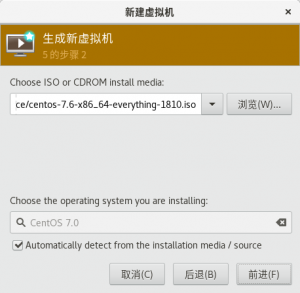 新建虚拟机
生成新虚拟机
5 的步骤 2
Choose ISO or CDROM install media:
ce/centos-7.6-x86_64-everything-1810.iso
浏览(W)...
Choose the operating system you are installing:
CentOS 7.0
Automatically detect from the installation media / source
取消(C) 后退(B) 前进(F)